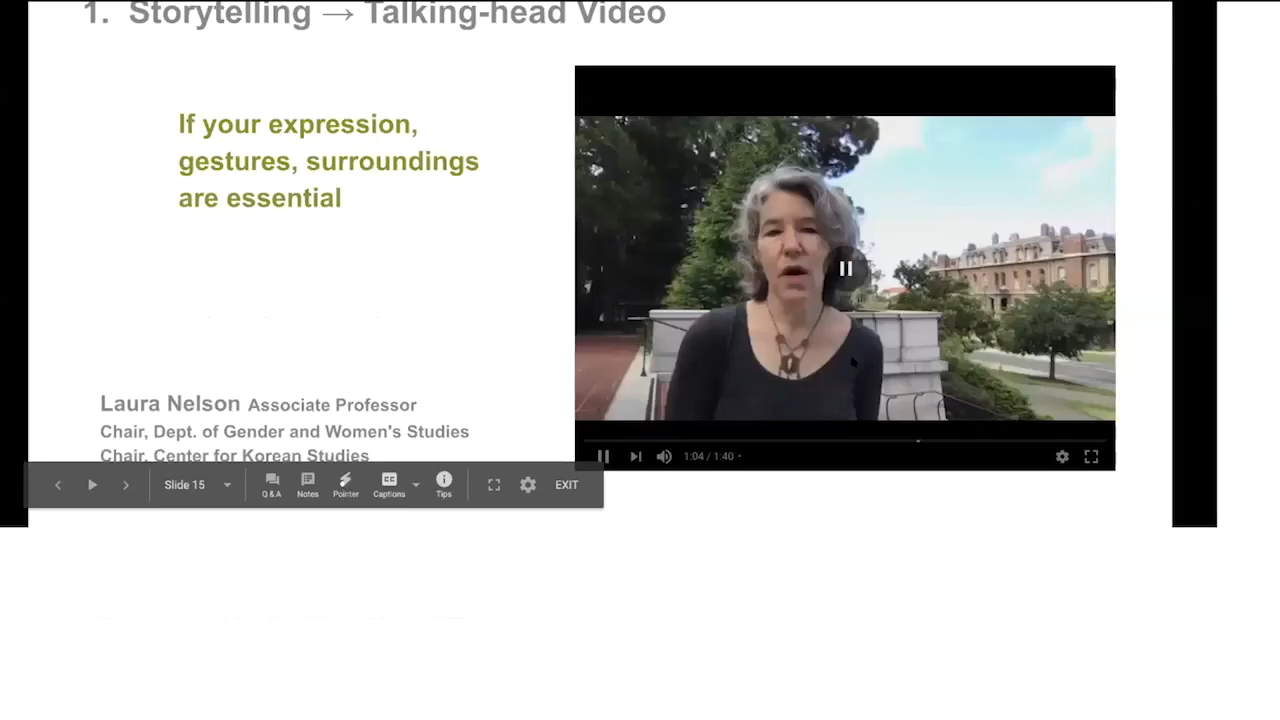 1. Storytelling → Talking-head Video
If your expression,
gestures, surroundings
are essential
Laura Nelson Associate Professor
Chair, Dept. of Gender and Women's Studies
Chair, Center for Korean Studies
1:04 / 1:40 •
Slide 15
Q & A
Notes
Pointer
CC
Captions
Tips
EXIT